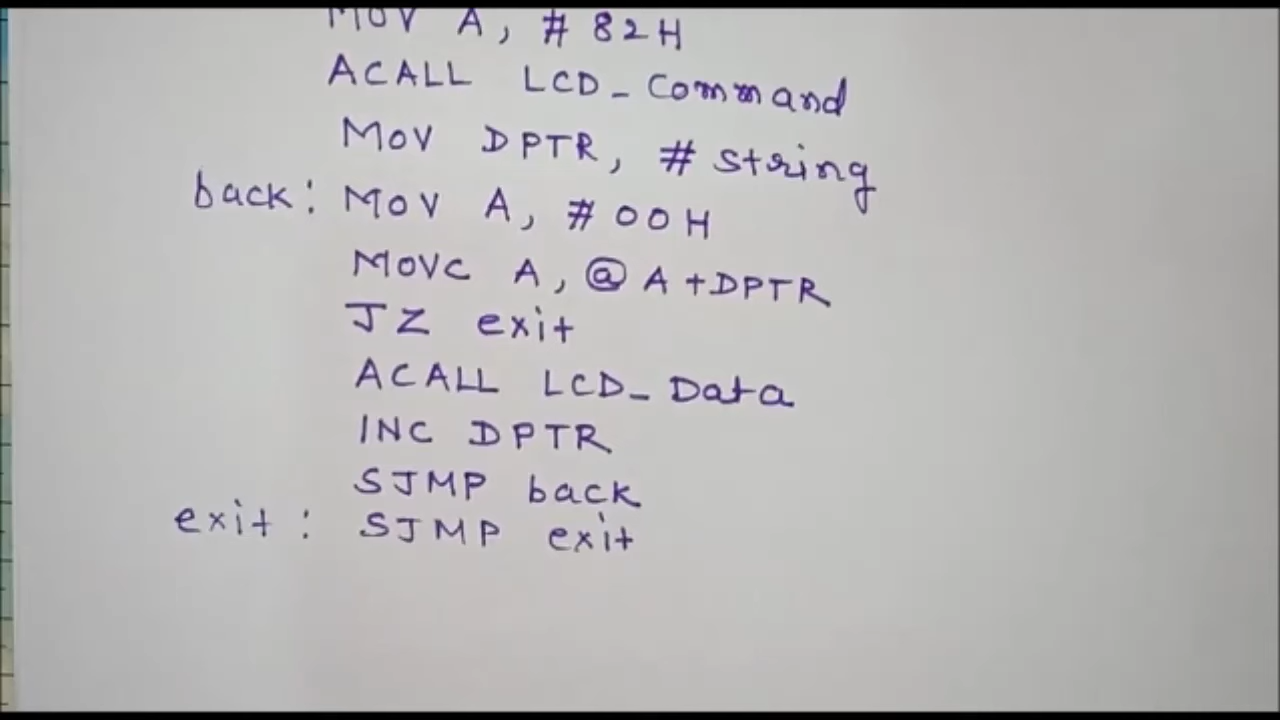 MOV A, # 82H
ACALL LCD_Command
MOV DPTR, # string
back: MOV A, #00H
MOVC A, @A+DPTR
JZ exit
ACALL LCD_Data
INC DPTR
SJMP back
exit: SJMP exit